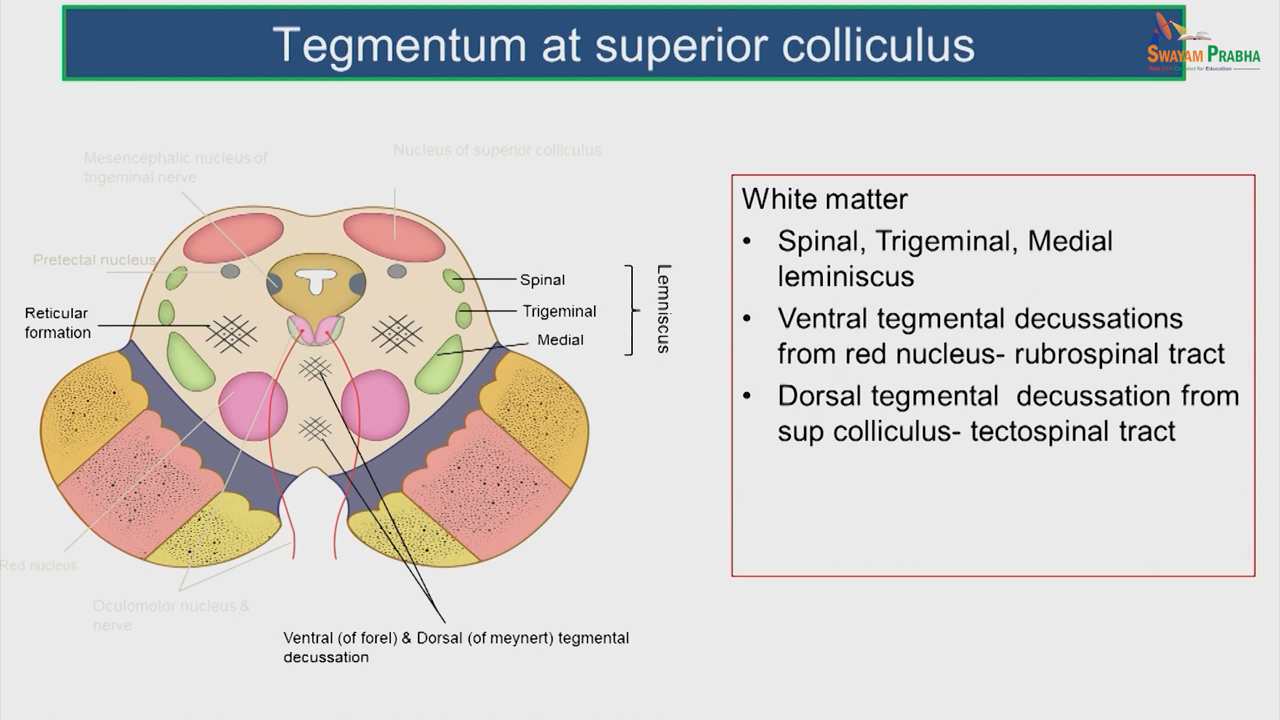 Tegmentum at superior colliculus
SWAYAM PRABHA
Mesencephalic nucleus of
trigeminal nerve
Nucleus of superior colliculus
Pretectal nucleus
Reticular
formation
Spinal
Trigeminal
Medial
Lemniscus
Red nucleus
Oculomotor nucleus &
nerve
Ventral (of forel) & Dorsal (of meynert) tegmental
decussation
White matter
• Spinal, Trigeminal, Medial
leminiscus
• Ventral tegmental decussations
from red nucleus- rubrospinal tract
• Dorsal tegmental decussation from
sup colliculus- tectospinal tract